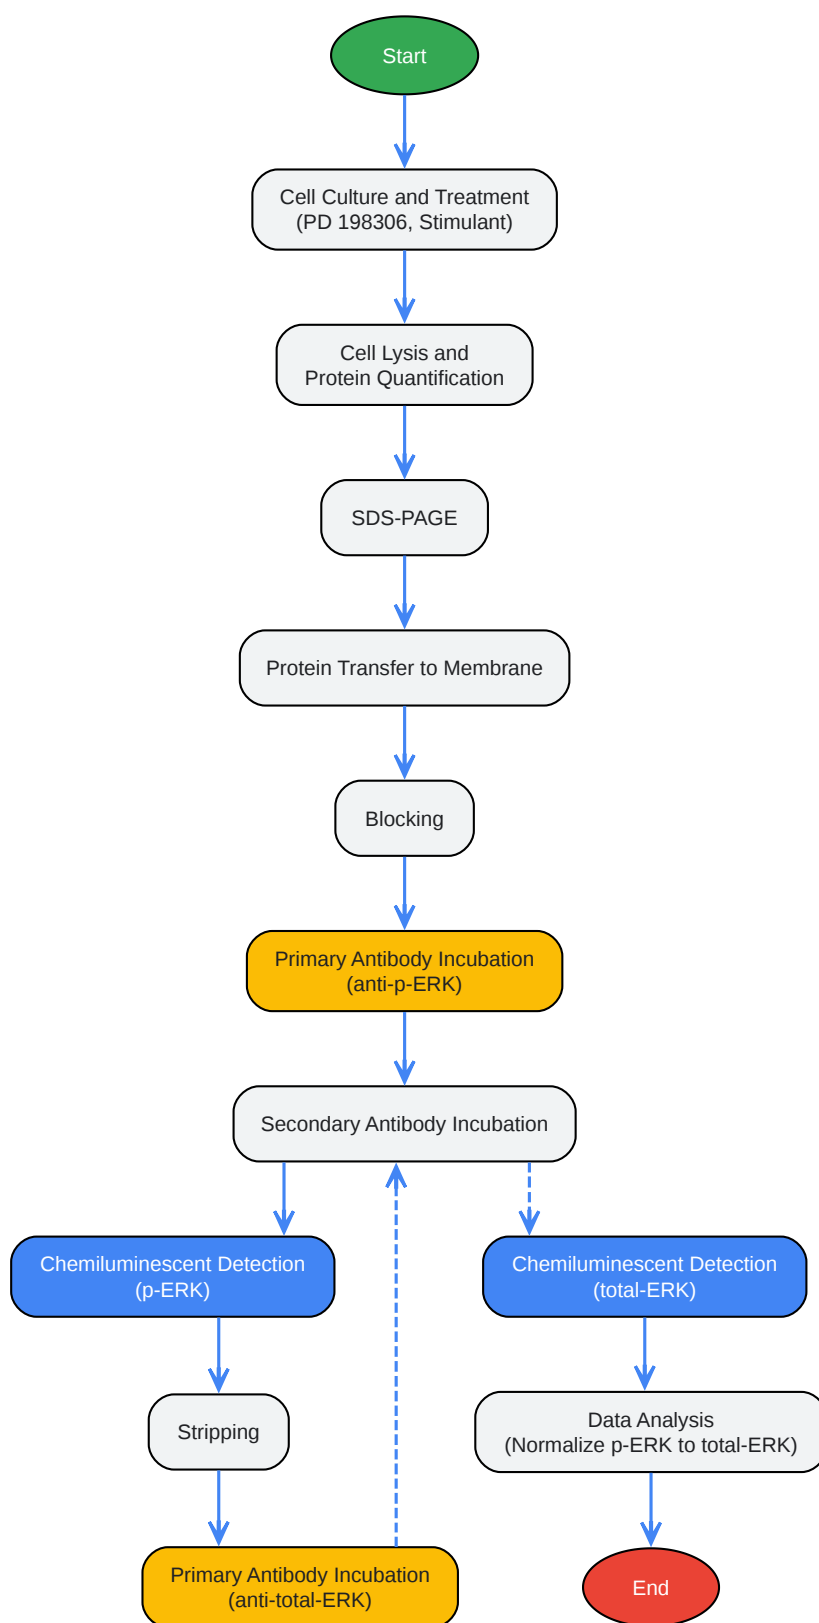 Start
Cell Culture and Treatment
(PD 198306, Stimulant)
Cell Lysis and
Protein Quantification
SDS-PAGE
Protein Transfer to Membrane
Blocking
Primary Antibody Incubation
(anti-p-ERK)
Secondary Antibody Incubation
Chemiluminescent Detection
(p-ERK)
Chemiluminescent Detection
(total-ERK)
Stripping
Data Analysis
(Normalize p-ERK to total-ERK)
Primary Antibody Incubation
(anti-total-ERK)
End